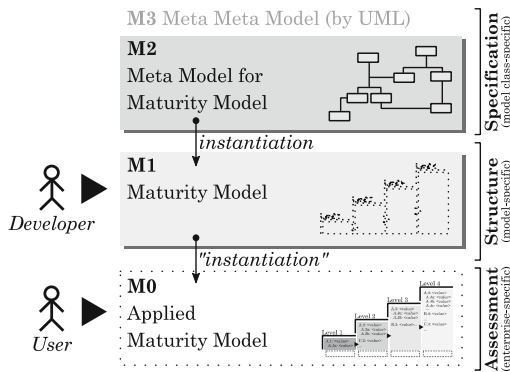 M3 Meta Meta Model (by UML)
M2
Meta Model for
Maturity Model
Specification
(model class-specific)
instantiation
M1
Maturity Model
Developer
Structure
(model-specific)
"instantiation"
M0
Applied
Maturity Model
User
Level 1
Level 2
Level 3
Level 4
Assessment
(enterprise-specific)